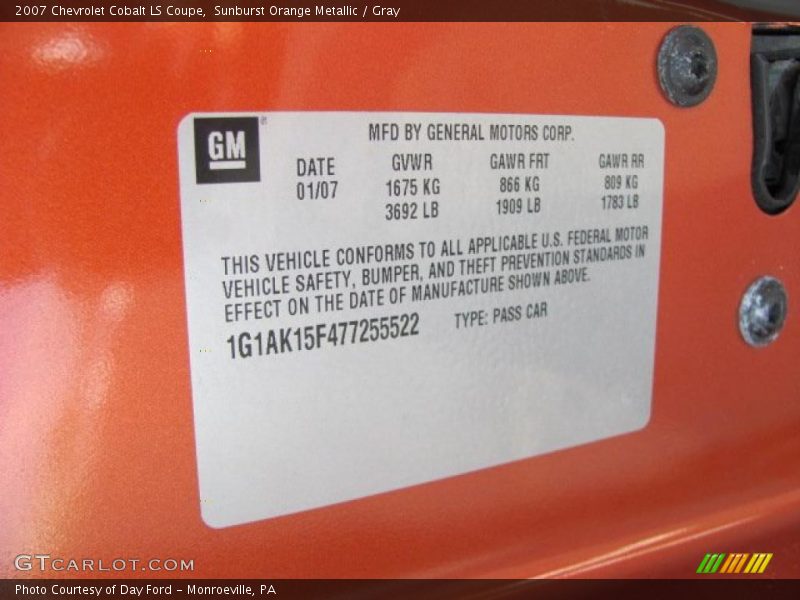 2007 Chevrolet Cobalt LS Coupe, Sunburst Orange Metallic / Gray
GM
MFD BY GENERAL MOTORS CORP.
DATE GVWR GAWR FRT GAWR RR
01/07 1675 KG 866 KG 809 KG
3692 LB 1909 LB 1783 LB
THIS VEHICLE CONFORMS TO ALL APPLICABLE U.S. FEDERAL MOTOR
VEHICLE SAFETY, BUMPER, AND THEFT PREVENTION STANDARDS IN
EFFECT ON THE DATE OF MANUFACTURE SHOWN ABOVE.
1G1AK15F477255522 TYPE: PASS CAR
GTCARLOT.COM
Photo Courtesy of Day Ford - Monroeville, PA